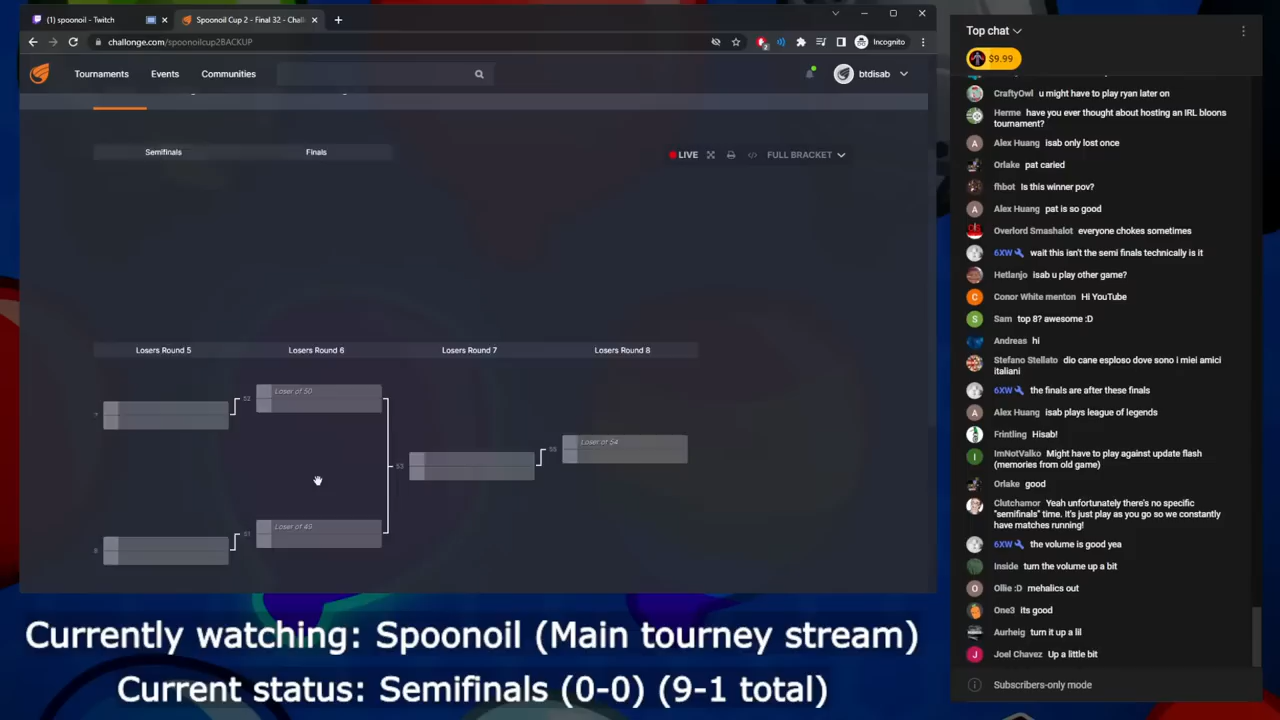 (1) spoonoil - Twitch
Spoonoil Cup 2 - Final 32 - Chall
challonge.com/spoonoilcup2BACKUP
2
Incognito
Tournaments
Events
Communities
btdisab
Semifinals
Finals
LIVE
FULL BRACKET
Losers Round 5
Losers Round 6
Losers Round 7
Losers Round 8
52
Loser of 50
53
55
Loser of 54
51
Loser of 49
Currently watching: Spoonoil (Main tourney stream)
Current status: Semifinals (0-0) (9-1 total)
Top chat
$9.99
CraftyOwl u might have to play ryan later on
Herme have you ever thought about hosting an IRL bloons
tournament?
Alex Huang isab only lost once
Orlake pat caried
fhbot Is this winner pov?
Alex Huang pat is so good
Overlord Smashalot everyone chokes sometimes
6XW wait this isn't the semi finals technically is it
Hetlanjo isab u play other game?
Conor White menton Hi YouTube
Sam top 8? awesome :D
Andreas hi
Stefano Stellato dio cane esploso dove sono i miei amici
italiani
6XW the finals are after these finals
Alex Huang isab plays league of legends
Frintling Hisab!
ImNotValko Might have to play against update flash
(memories from old game)
Orlake good
Clutchamor Yeah unfortunately there's no specific
"semifinals" time. It's just play as you go so we constantly
have matches running!
6XW the volume is good yea
Inside turn the volume up a bit
Ollie :D mehalics out
One3 its good
Aurheig turn it up a lil
Joel Chavez Up a little bit
Subscribers-only mode